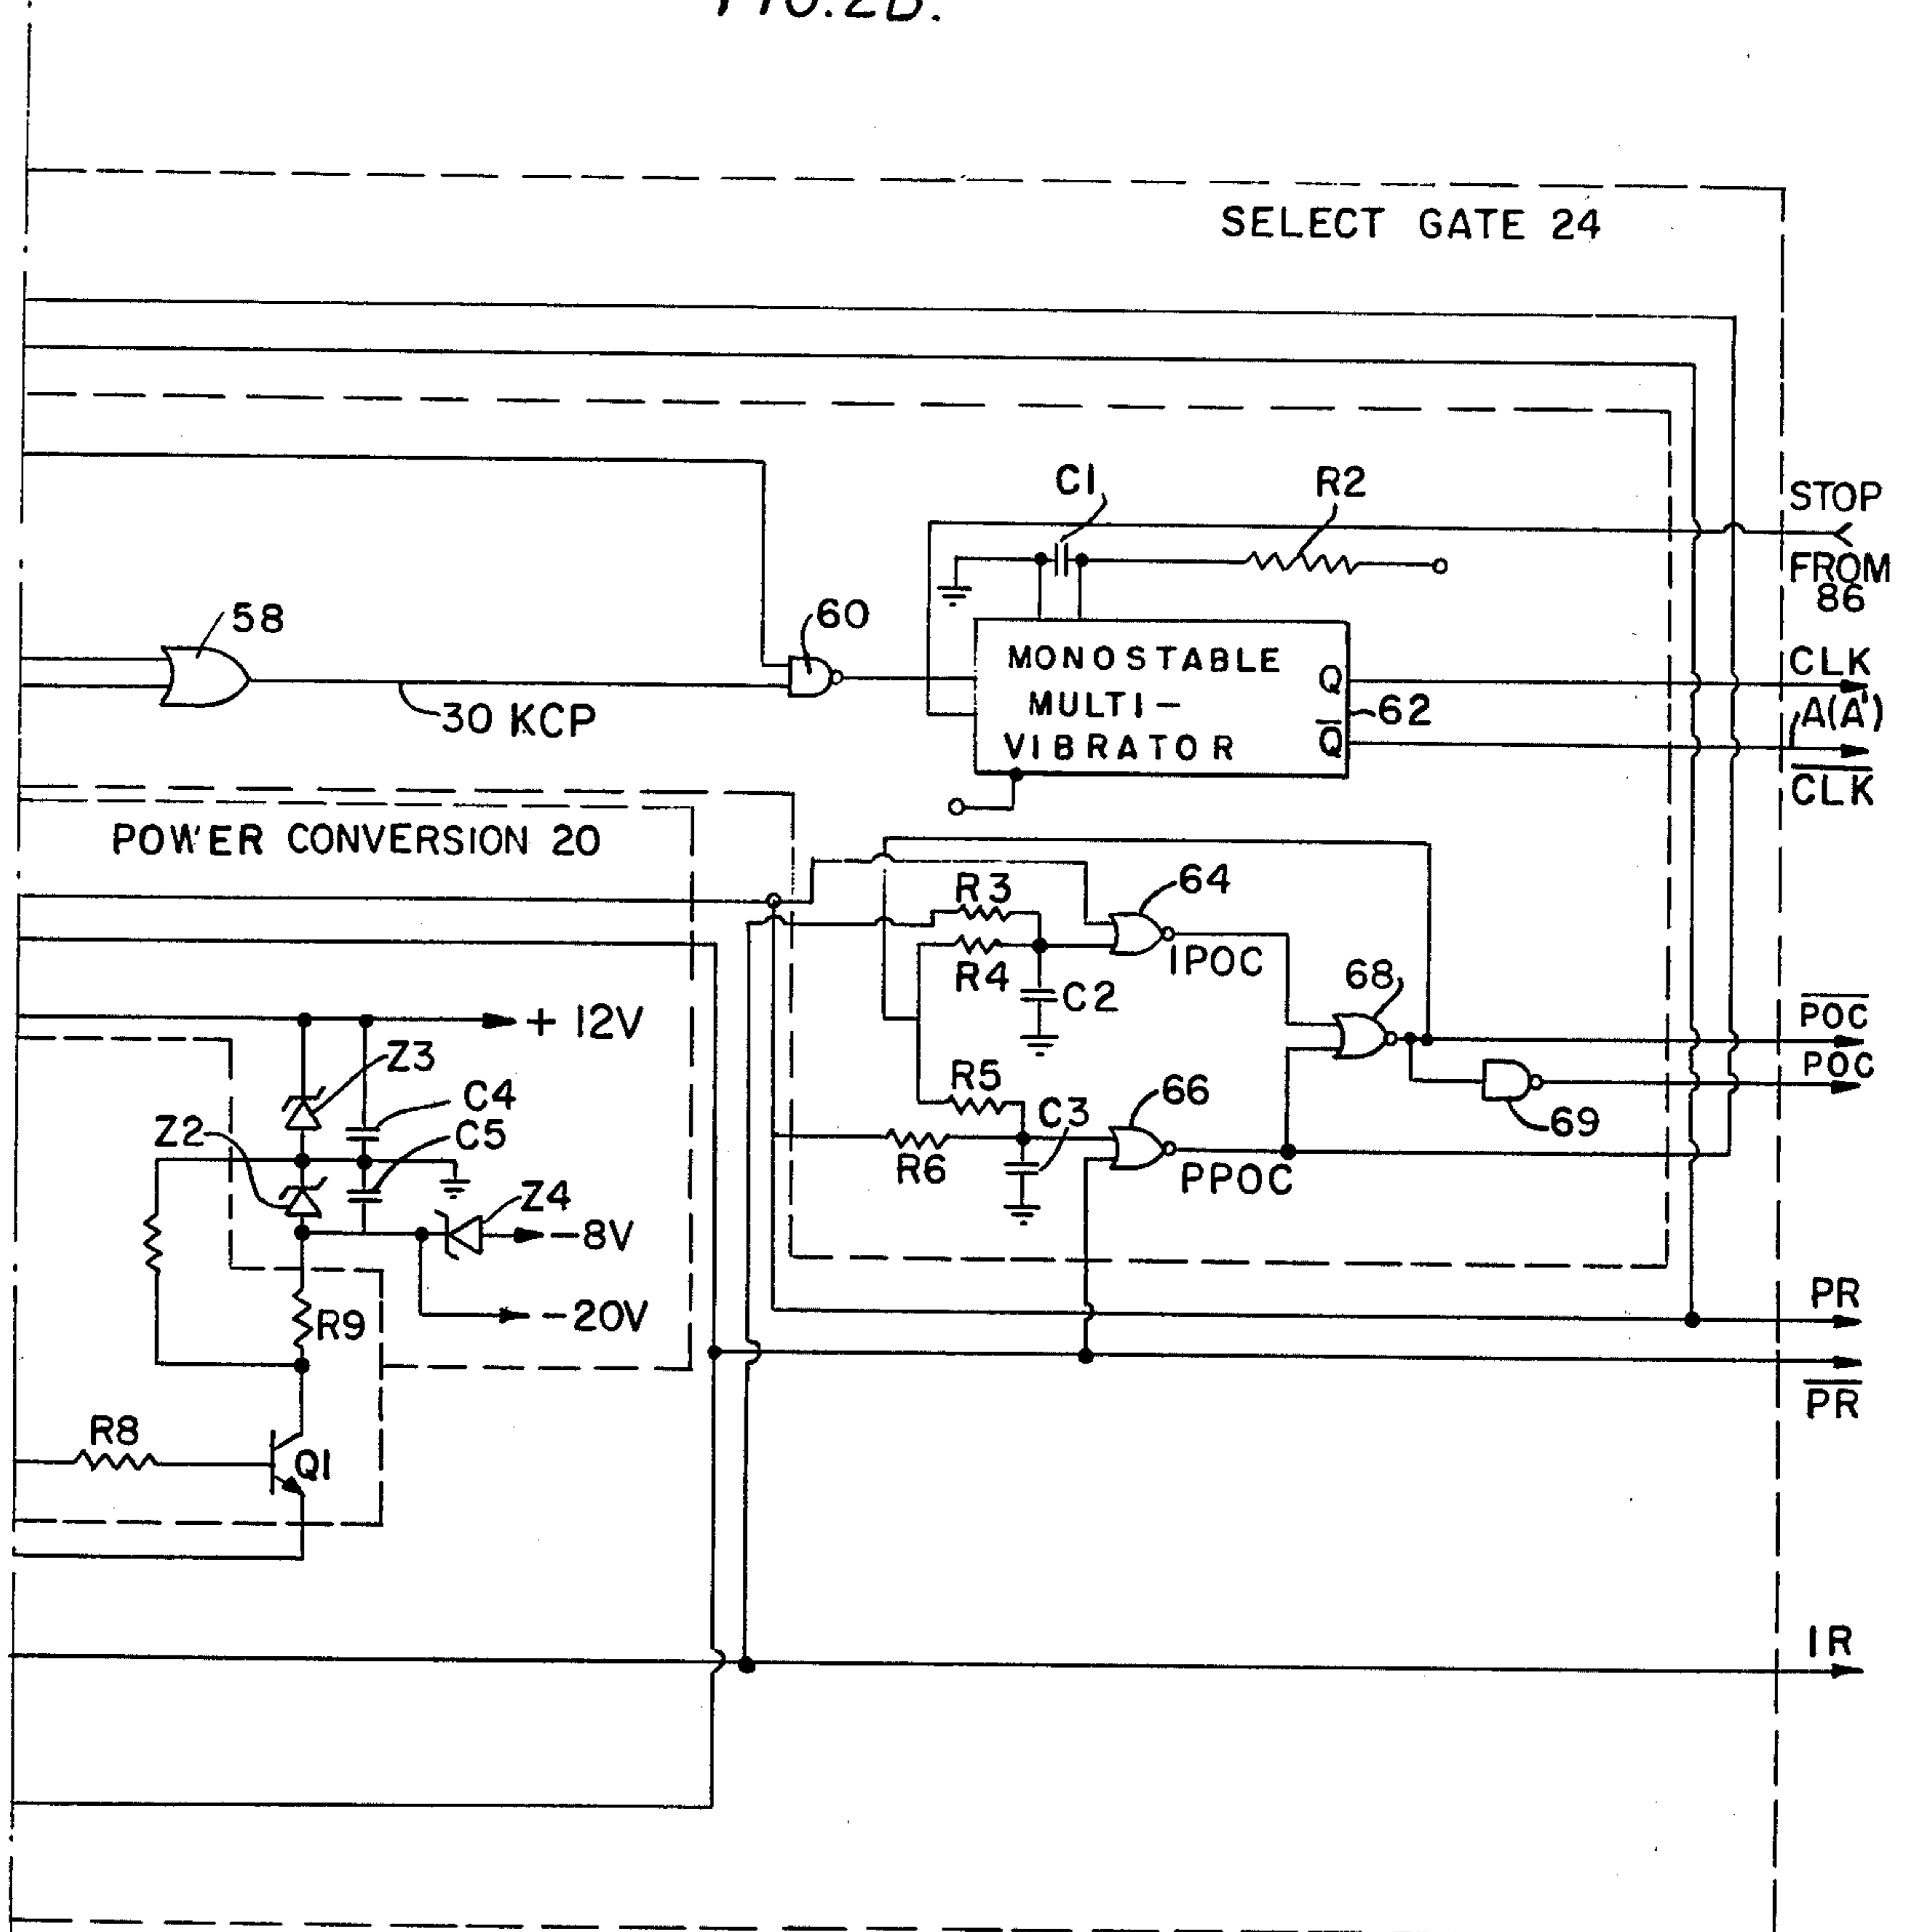 FIG.2B.
SELECT GATE 24
C1
R2
STOP
FROM
86
58
60
30 KCP
MONOSTABLE
MULTI-
VIBRATOR
Q
Q̅
62
CLK
A(A')
C̅L̅K̅
POWER CONVERSION 20
R3
R4
C2
64
IPOC
68
P̅O̅C̅
POC
69
+ 12V
Z3
C4
C5
Z2
Z4
-8V
-20V
R9
R5
C3
66
R6
PPOC
PR
P̅R̅
R8
Q1
IR